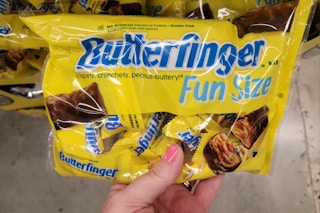 No Artificial Flavors or Colors • Gluten Free
Butterfinger
crispety, crunchety, peanut-buttery!
Fun Size
Butterfinger